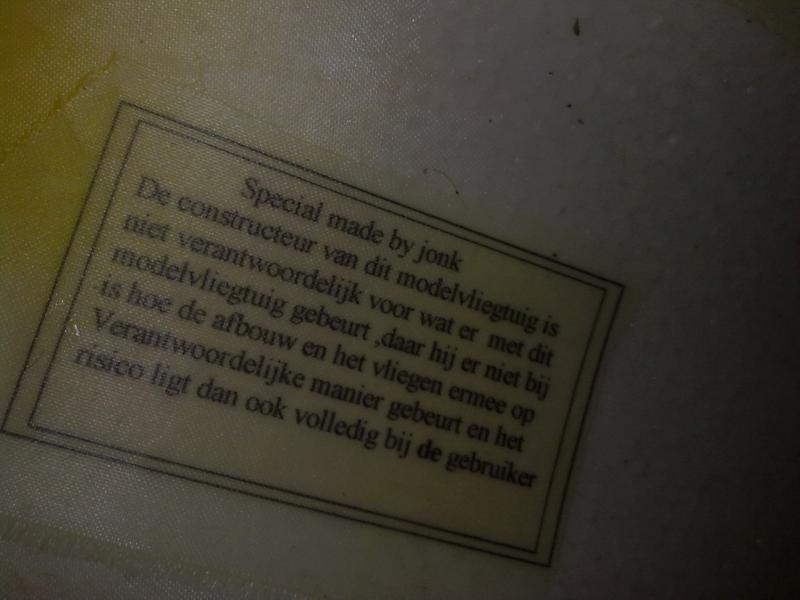 Special made by jonk
De constructeur van dit modelvliegtuig is
niet verantwoordelijk voor wat er met dit
modelvliegtuig gebeurt ,daar hij er niet bij
is hoe de afbouw en het vliegen ermee op
Verantwoordelijke manier gebeurt en het
risico ligt dan ook volledig bij de gebruiker